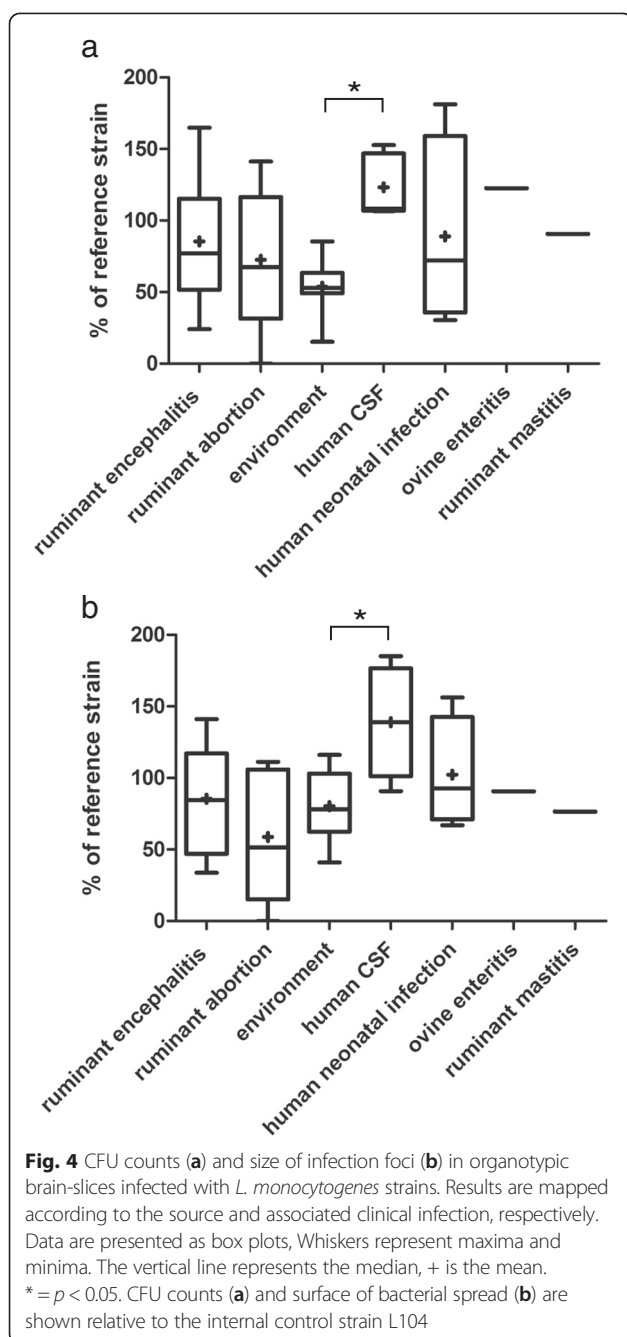 a
*
200
150
100
50
0
% of reference strain
ruminant encephalitis
ruminant abortion
environment
human CSF
human neonatal infection
ovine enteritis
ruminant mastitis
b
*
200
150
100
50
0
% of reference strain
ruminant encephalitis
ruminant abortion
environment
human CSF
human neonatal infection
ovine enteritis
ruminant mastitis
Fig. 4 CFU counts (a) and size of infection foci (b) in organotypic
brain-slices infected with L. monocytogenes strains. Results are mapped
according to the source and associated clinical infection, respectively.
Data are presented as box plots, Whiskers represent maxima and
minima. The vertical line represents the median, + is the mean.
* = p < 0.05. CFU counts (a) and surface of bacterial spread (b) are
shown relative to the internal control strain L104